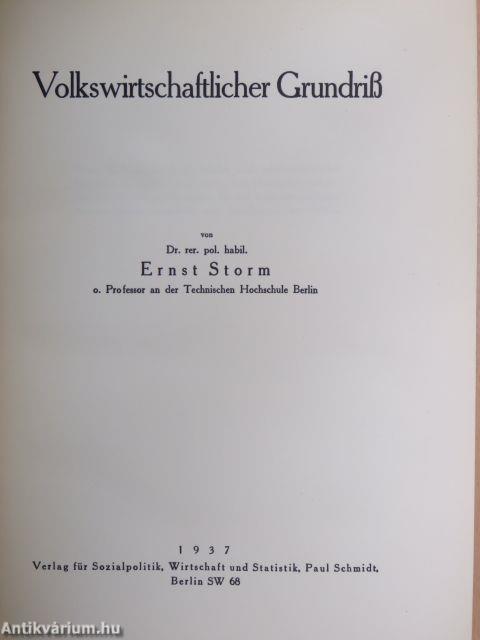 Volkswirtschaftlicher Grundriß
von
Dr. rer. pol. habil.
Ernst Storm
o. Professor an der Technischen Hochschule Berlin
1937
Verlag für Sozialpolitik, Wirtschaft und Statistik, Paul Schmidt,
Berlin SW 68
Antikvárium.hu